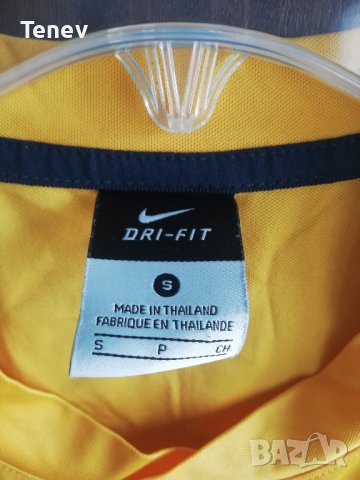 Tenev
DRI-FIT
S
MADE IN THAILAND
FABRIQUE EN THAILANDE
S P CH
BAZAR